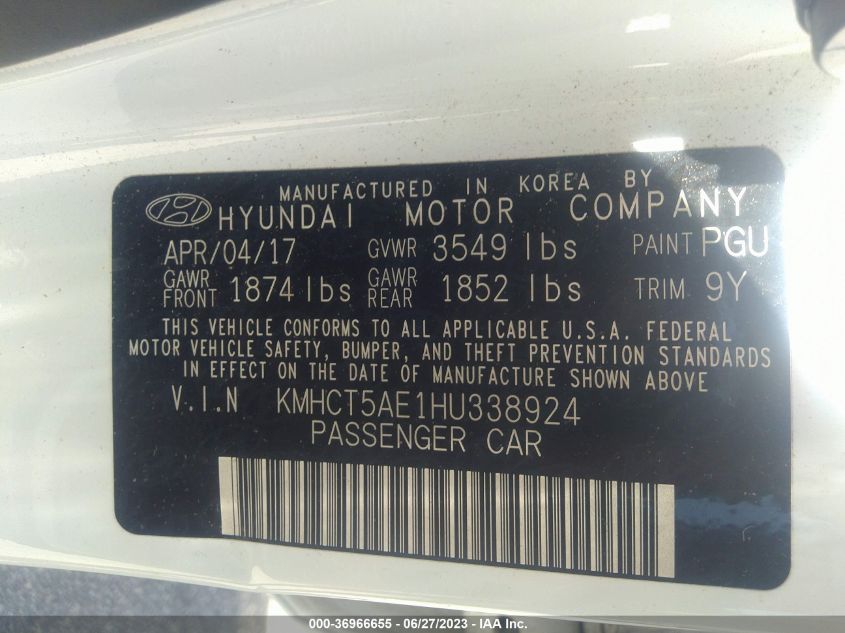 MANUFACTURED IN KOREA BY
HYUNDAI MOTOR COMPANY
APR/04/17 GVWR 3549 lbs PAINT PGU
GAWR FRONT 1874 lbs GAWR REAR 1852 lbs TRIM 9Y
THIS VEHICLE CONFORMS TO ALL APPLICABLE U.S.A. FEDERAL
MOTOR VEHICLE SAFETY, BUMPER, AND THEFT PREVENTION STANDARDS
IN EFFECT ON THE DATE OF MANUFACTURE SHOWN ABOVE
V.I.N KMHCT5AE1HU338924
PASSENGER CAR
000-36966655 - 06/27/2023 - IAA Inc.